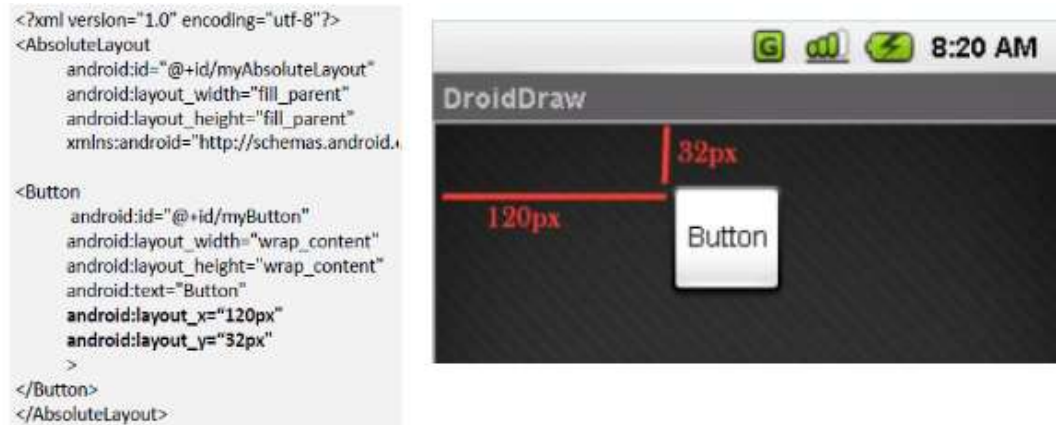 <?xml version="1.0" encoding="utf-8"?>
<AbsoluteLayout
android:id="@+id/myAbsoluteLayout"
android:layout_width="fill_parent"
android:layout_height="fill_parent"
xmlns:android="http://schemas.android.
<Button
android:id="@+id/myButton"
android:layout_width="wrap_content"
android:layout_height="wrap_content"
android:text="Button"
android:layout_x="120px"
android:layout_y="32px"
>
</Button>
</AbsoluteLayout>
G 8:20 AM
DroidDraw
32px
120px
Button